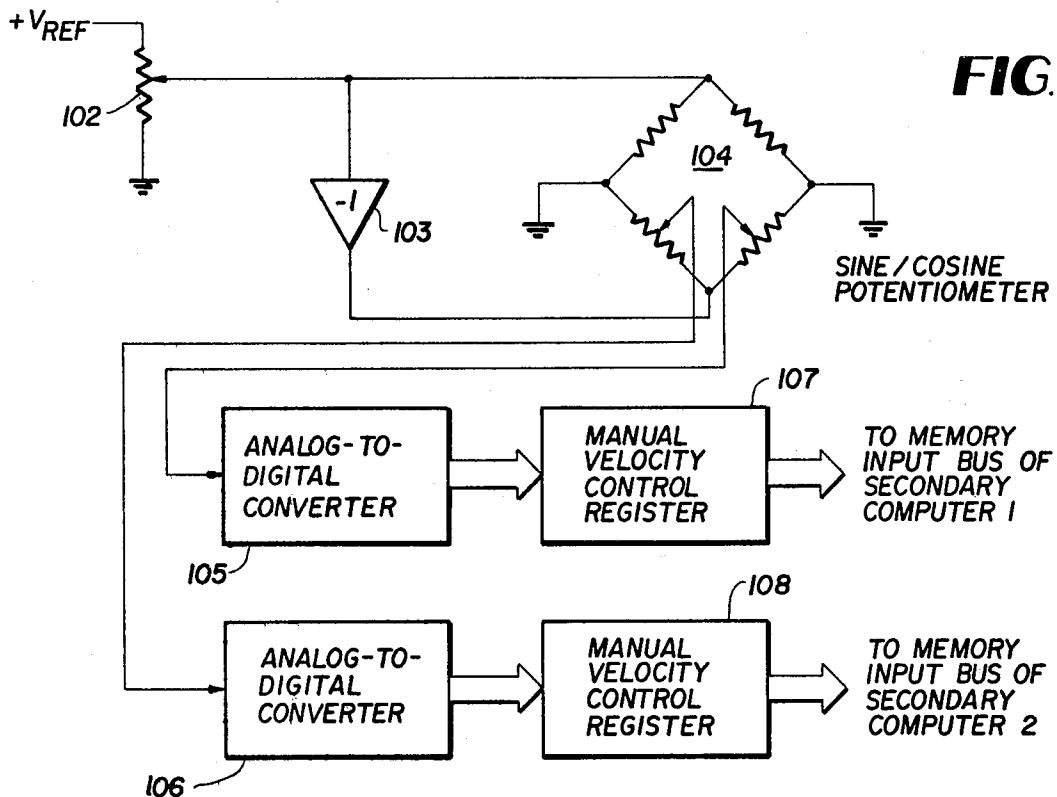 +VREF
FIG.
102
104
-1
103
SINE/COSINE
POTENTIOMETER
107
ANALOG-TO-
DIGITAL
CONVERTER
MANUAL
VELOCITY
CONTROL
REGISTER
TO MEMORY
INPUT BUS OF
SECONDARY
COMPUTER 1
105
108
ANALOG-TO-
DIGITAL
CONVERTER
MANUAL
VELOCITY
CONTROL
REGISTER
TO MEMORY
INPUT BUS OF
SECONDARY
COMPUTER 2
106